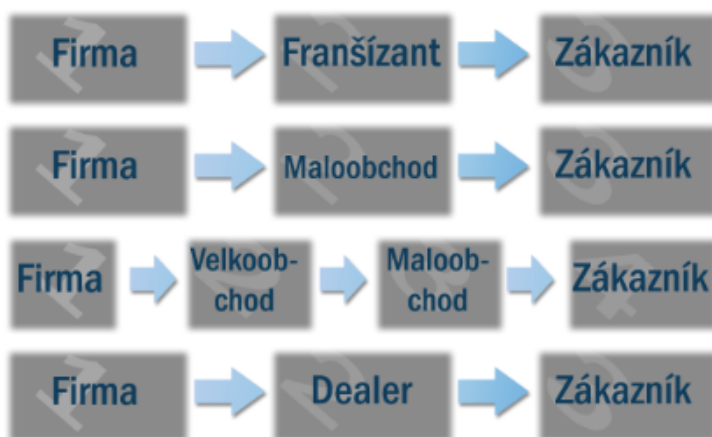 Firma Franšízant Zákazník
Firma Maloobchod Zákazník
Firma Velkoob- Maloob- Zákazník
chod chod
Firma Dealer Zákazník